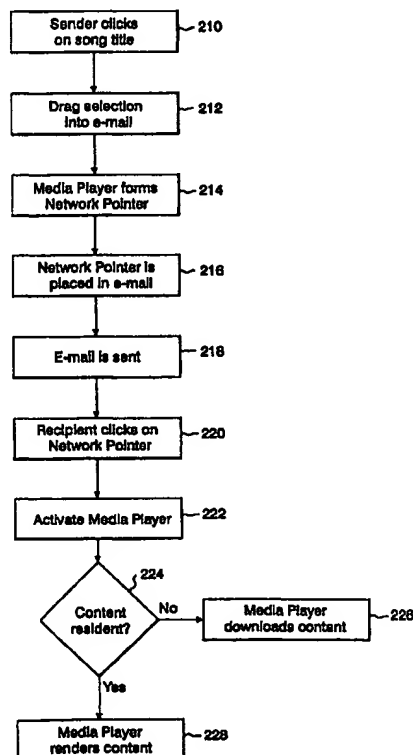 Sender clicks
on song title
210
Drag selection
into e-mail
212
Media Player forms
Network Pointer
214
Network Pointer is
placed in e-mail
216
E-mail is sent
218
Recipient clicks on
Network Pointer
220
Activate Media Player
222
224
Content
resident?
No
Media Player
downloads content
226
Yes
Media Player
renders content
228